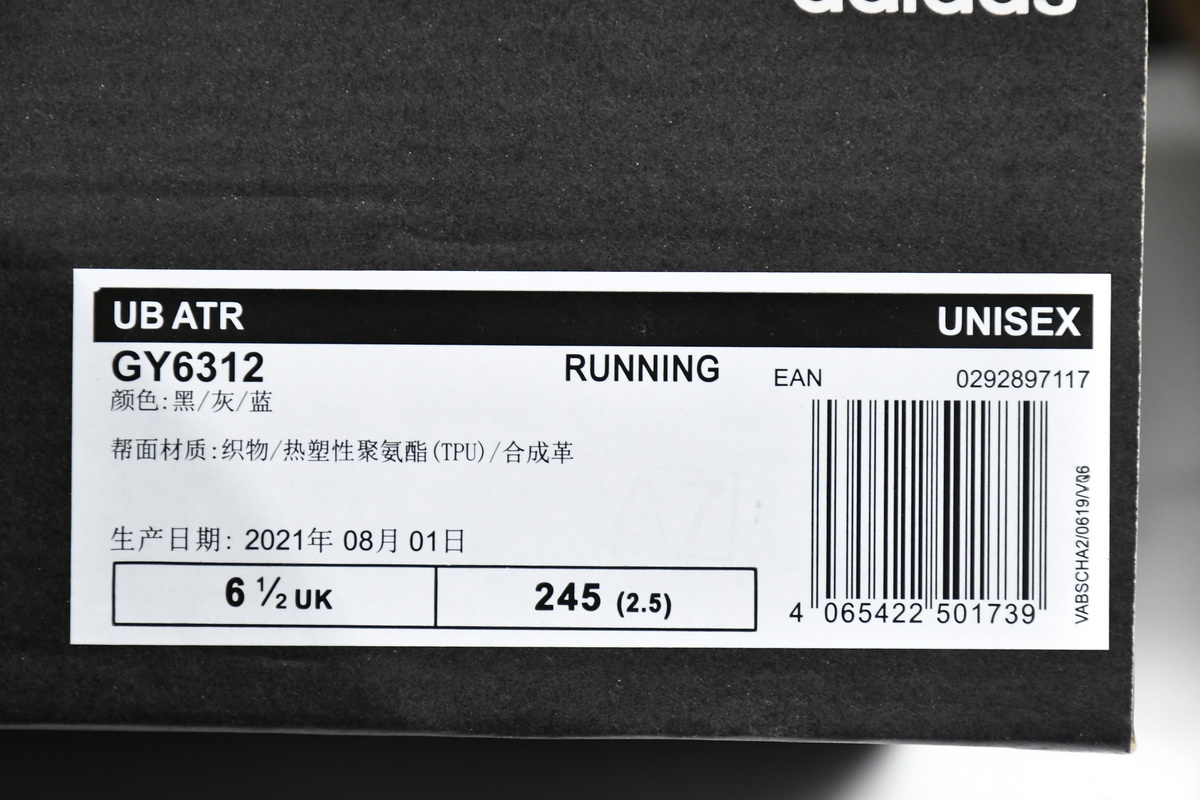 adidas
UB ATR
UNISEX
GY6312
RUNNING
EAN
0292897117
颜色:黑/灰/蓝
帮面材质:织物/热塑性聚氨酯(TPU)/合成革
生产日期: 2021年 08月 01日
6 ½ UK
245 (2.5)
4 065422 501739
VABSCHA2/0619/VQ6